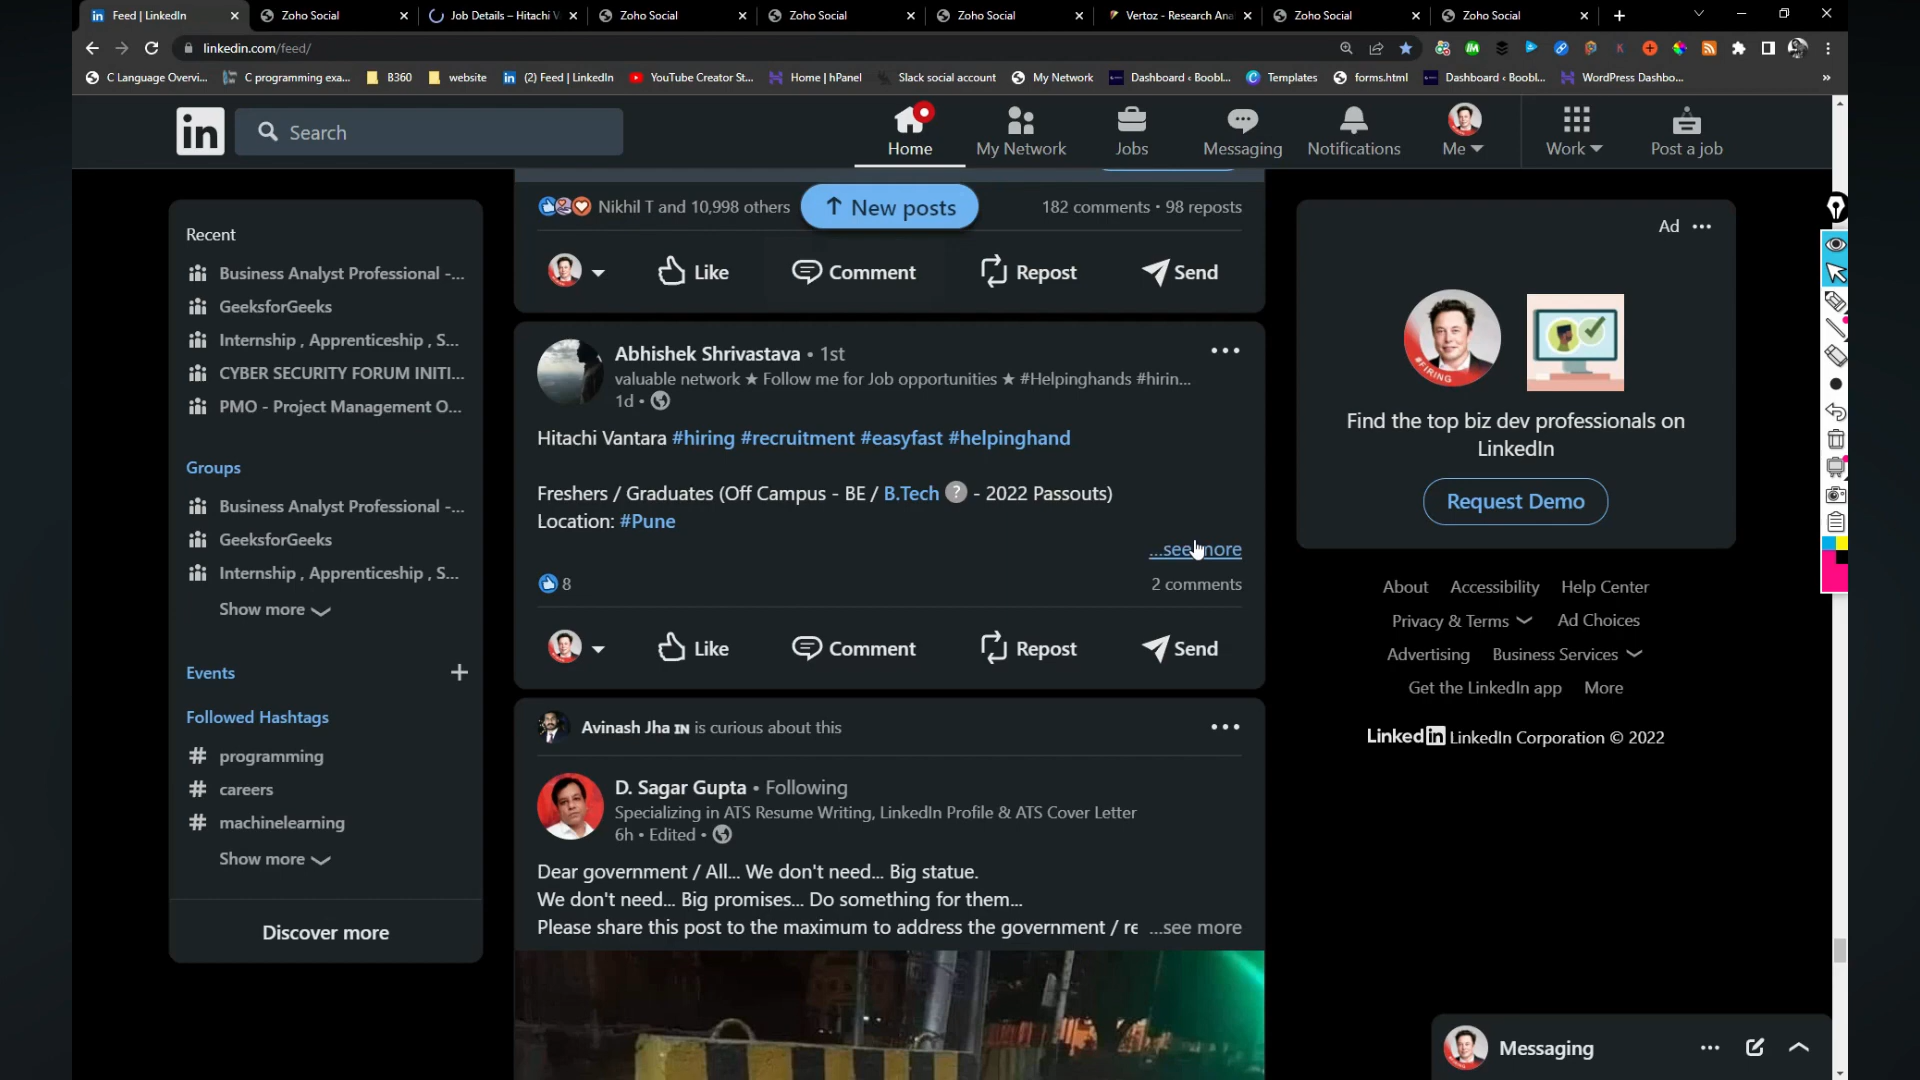 Feed | LinkedIn
Zoho Social
Job Details – Hitachi V
Zoho Social
Zoho Social
Zoho Social
Vertoz - Research Ana
Zoho Social
Zoho Social
linkedin.com/feed/
C Language Overvi...
C programming exa...
B360
website
(2) Feed | LinkedIn
YouTube Creator St...
Home | hPanel
Slack social account
My Network
Dashboard ‹ Boobl...
Templates
forms.html
Dashboard ‹ Boobl...
WordPress Dashbo...
in
Search
Home
My Network
Jobs
Messaging
Notifications
Me
Work
Post a job
Recent
Business Analyst Professional -...
GeeksforGeeks
Internship , Apprenticeship , S...
CYBER SECURITY FORUM INITI...
PMO - Project Management O...
Groups
Business Analyst Professional -...
GeeksforGeeks
Internship , Apprenticeship , S...
Show more
Events
Followed Hashtags
# programming
# careers
# machinelearning
Show more
Discover more
Nikhil T and 10,998 others
New posts
182 comments • 98 reposts
Like
Comment
Repost
Send
Abhishek Shrivastava • 1st
valuable network ★ Follow me for Job opportunities ★ #Helpinghands #hirin...
1d •
Hitachi Vantara #hiring #recruitment #easyfast #helpinghand
Freshers / Graduates (Off Campus - BE / B.Tech ? - 2022 Passouts)
Location: #Pune
...see more
8
2 comments
Like
Comment
Repost
Send
Avinash Jha IN is curious about this
D. Sagar Gupta • Following
Specializing in ATS Resume Writing, LinkedIn Profile & ATS Cover Letter
6h • Edited •
Dear government / All... We don't need... Big statue.
We don't need... Big promises... Do something for them...
Please share this post to the maximum to address the government / re ...see more
Ad
#FIRING
Find the top biz dev professionals on
LinkedIn
Request Demo
About
Accessibility
Help Center
Privacy & Terms
Ad Choices
Advertising
Business Services
Get the LinkedIn app
More
LinkedIn LinkedIn Corporation © 2022
Messaging